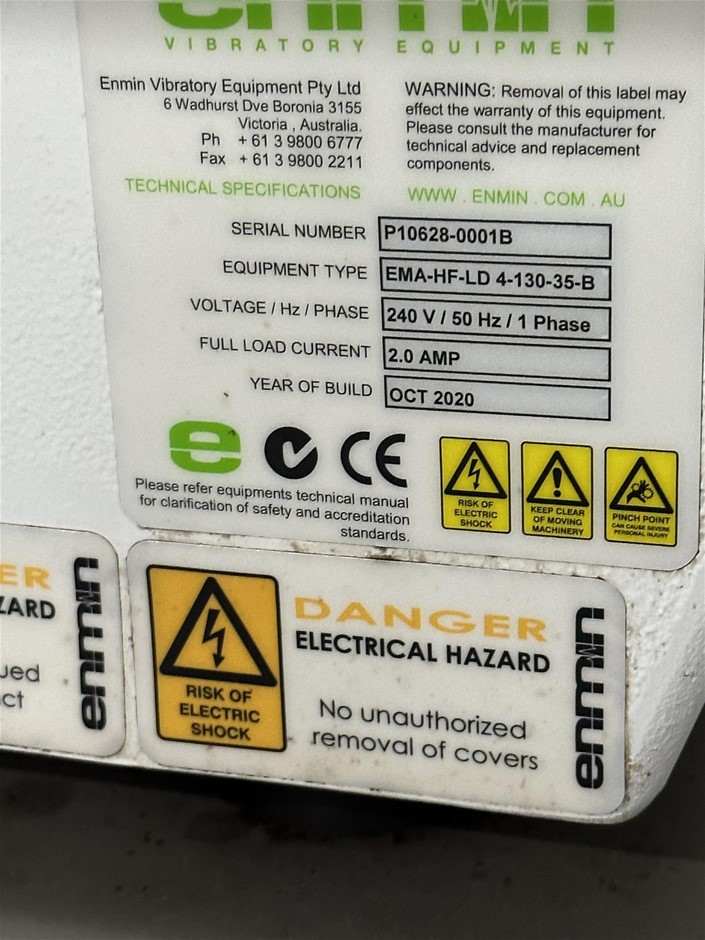 enmin
VIBRATORY EQUIPMENT
Enmin Vibratory Equipment Pty Ltd
6 Wadhurst Dve Boronia 3155
Victoria , Australia.
Ph + 61 3 9800 6777
Fax + 61 3 9800 2211
WARNING: Removal of this label may
effect the warranty of this equipment.
Please consult the manufacturer for
technical advice and replacement
components.
TECHNICAL SPECIFICATIONS
WWW . ENMIN . COM . AU
SERIAL NUMBER P10628-0001B
EQUIPMENT TYPE EMA-HF-LD 4-130-35-B
VOLTAGE / Hz / PHASE 240 V / 50 Hz / 1 Phase
FULL LOAD CURRENT 2.0 AMP
YEAR OF BUILD OCT 2020
e CE
Please refer equipments technical manual
for clarification of safety and accreditation
standards.
RISK OF
ELECTRIC
SHOCK
KEEP CLEAR
OF MOVING
MACHINERY
PINCH POINT
CAN CAUSE SEVERE
PERSONAL INJURY
ER
ZARD
ued
ct
enmin
RISK OF
ELECTRIC
SHOCK
DANGER
ELECTRICAL HAZARD
No unauthorized
removal of covers
enmin